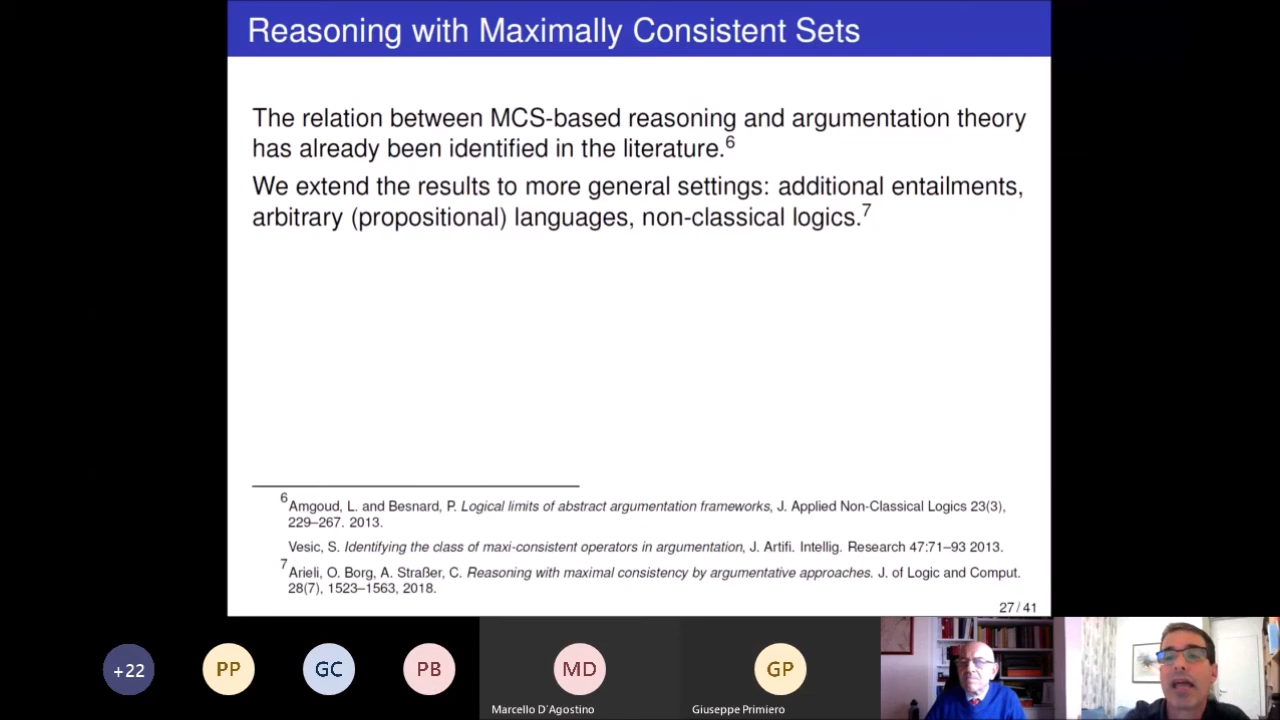 Reasoning with Maximally Consistent Sets
The relation between MCS-based reasoning and argumentation theory
has already been identified in the literature.6
We extend the results to more general settings: additional entailments,
arbitrary (propositional) languages, non-classical logics.7
6Amgoud, L. and Besnard, P. Logical limits of abstract argumentation frameworks, J. Applied Non-Classical Logics 23(3),
229–267. 2013.
Vesic, S. Identifying the class of maxi-consistent operators in argumentation, J. Artifi. Intellig. Research 47:71–93 2013.
7Arieli, O. Borg, A. Straßer, C. Reasoning with maximal consistency by argumentative approaches. J. of Logic and Comput.
28(7), 1523–1563, 2018.
27 / 41
+22
PP
GC
PB
MD
GP
Marcello D´Agostino
Giuseppe Primiero